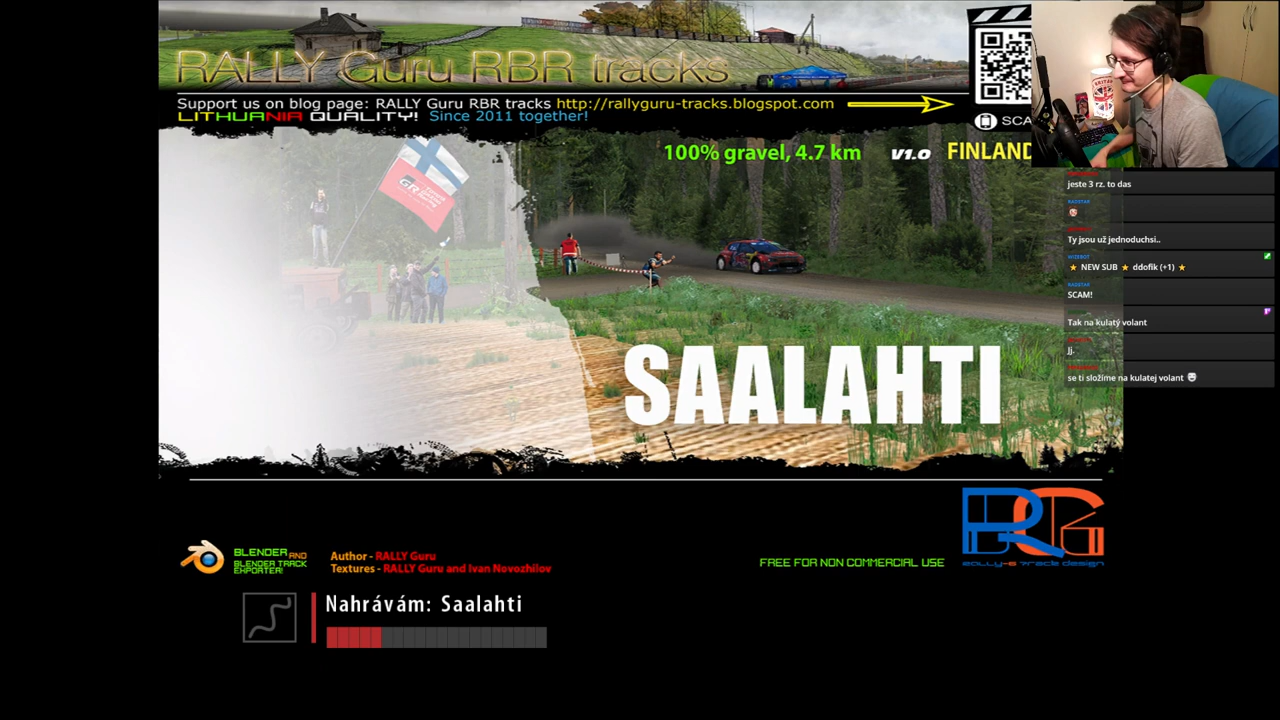 RALLY Guru RBR tracks
Support us on blog page: RALLY Guru RBR tracks http://rallyguru-tracks.blogspot.com
SCA
LITHUANIA QUALITY! Since 2011 together!
100% gravel, 4.7 km V1.0 FINLAND
GR
SAALAHTI
jeste 3 rz. to das
Ty jsou už jednoduchsi..
NEW SUB ddofik (+1)
SCAM!
Tak na kulatý volant
jj.
se ti složíme na kulatej volant
BLENDER AND
BLENDER TRACK
EXPORTER!
Author - RALLY Guru
Textures - RALLY Guru and Ivan Novozhilov
FREE FOR NON COMMERCIAL USE
Nahrávám: Saalahti